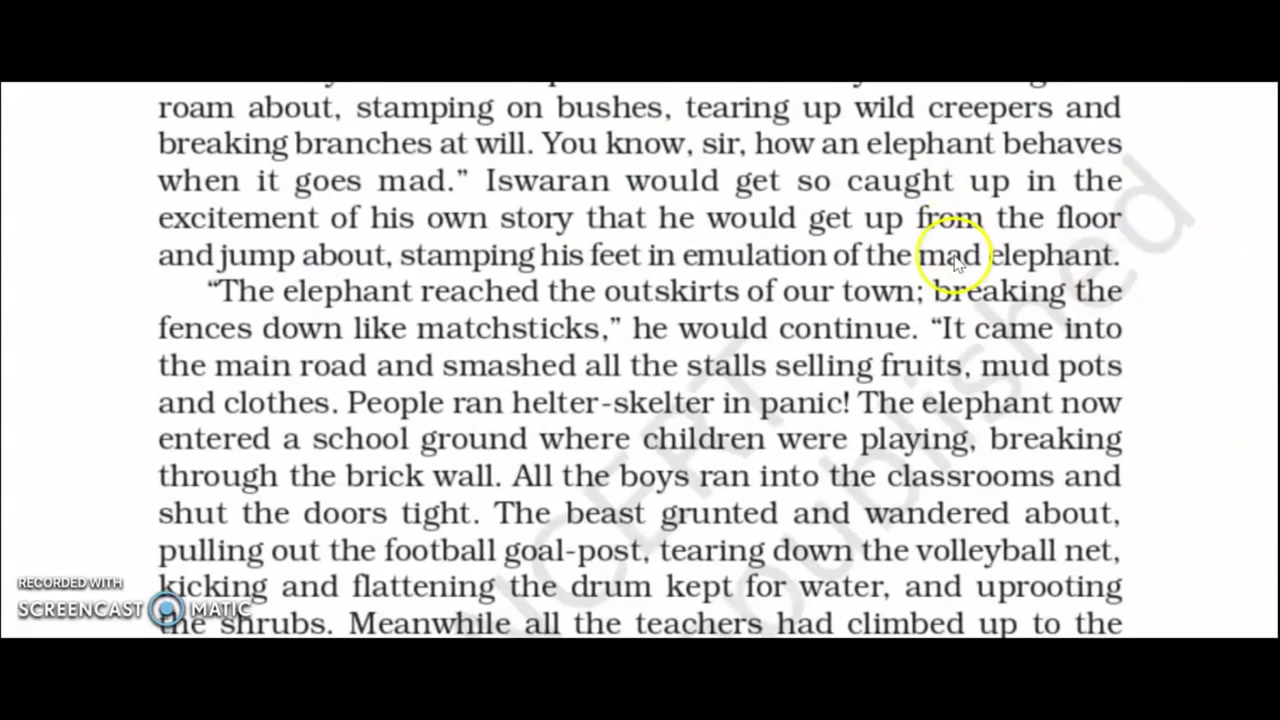 roam about, stamping on bushes, tearing up wild creepers and
breaking branches at will. You know, sir, how an elephant behaves
when it goes mad.” Iswaran would get so caught up in the
excitement of his own story that he would get up from the floor
and jump about, stamping his feet in emulation of the mad elephant.
“The elephant reached the outskirts of our town; breaking the
fences down like matchsticks,” he would continue. “It came into
the main road and smashed all the stalls selling fruits, mud pots
and clothes. People ran helter-skelter in panic! The elephant now
entered a school ground where children were playing, breaking
through the brick wall. All the boys ran into the classrooms and
shut the doors tight. The beast grunted and wandered about,
pulling out the football goal-post, tearing down the volleyball net,
kicking and flattening the drum kept for water, and uprooting
the shrubs. Meanwhile all the teachers had climbed up to the
RECORDED WITH
SCREENCAST MATIC
NCERT
published